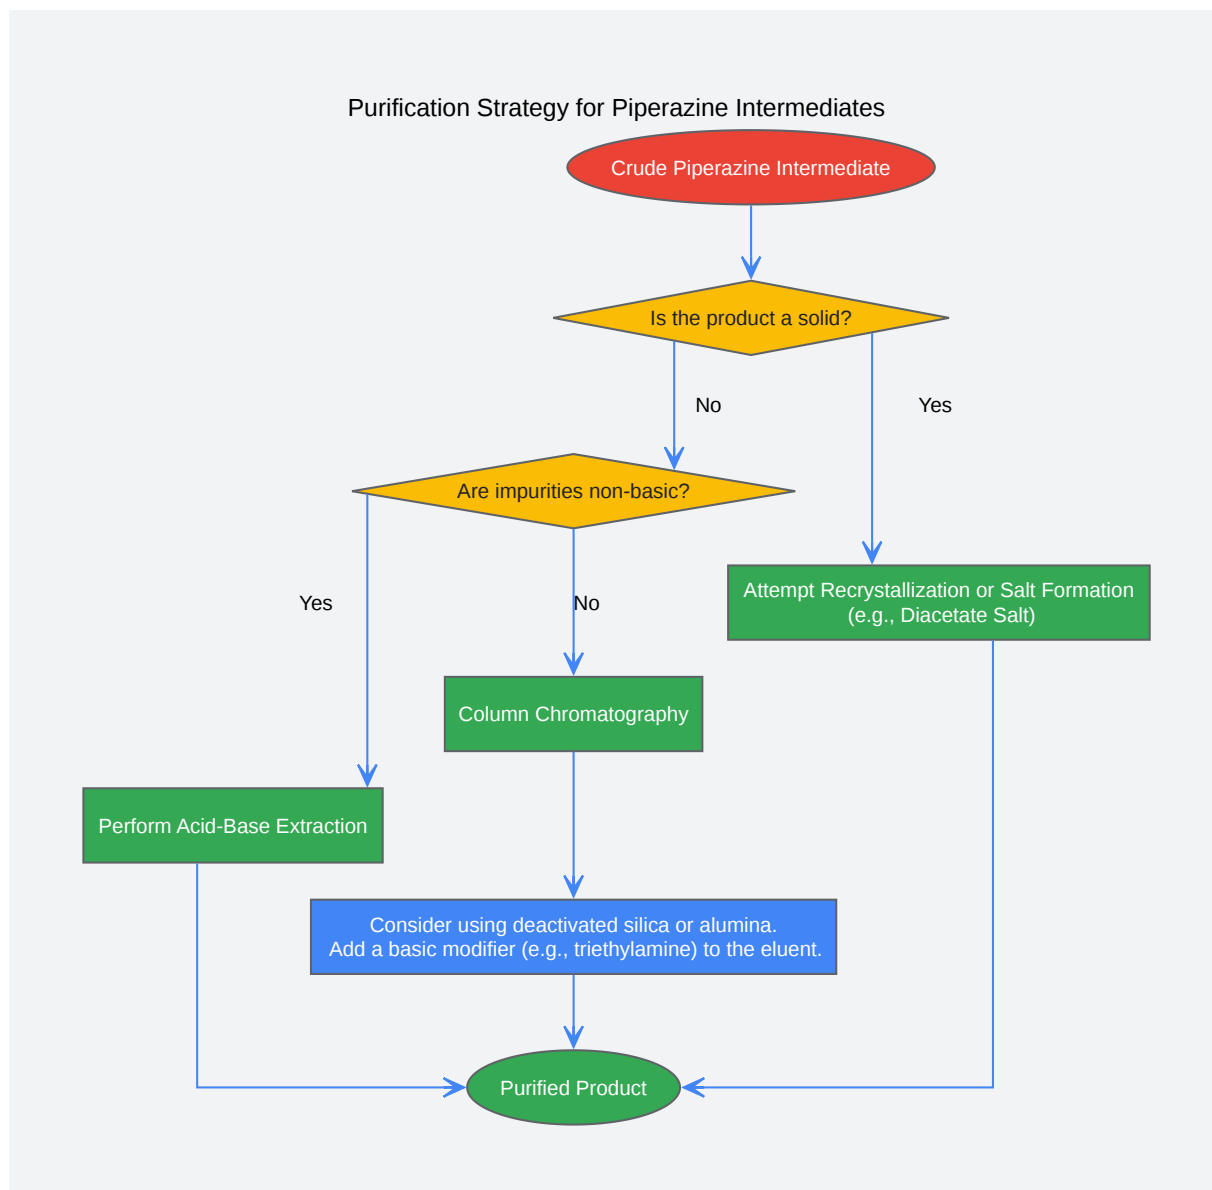 Purification Strategy for Piperazine Intermediates
Crude Piperazine Intermediate
Is the product a solid?
No
Yes
Are impurities non-basic?
Yes
No
Attempt Recrystallization or Salt Formation
(e.g., Diacetate Salt)
Column Chromatography
Perform Acid-Base Extraction
Consider using deactivated silica or alumina.
Add a basic modifier (e.g., triethylamine) to the eluent.
Purified Product